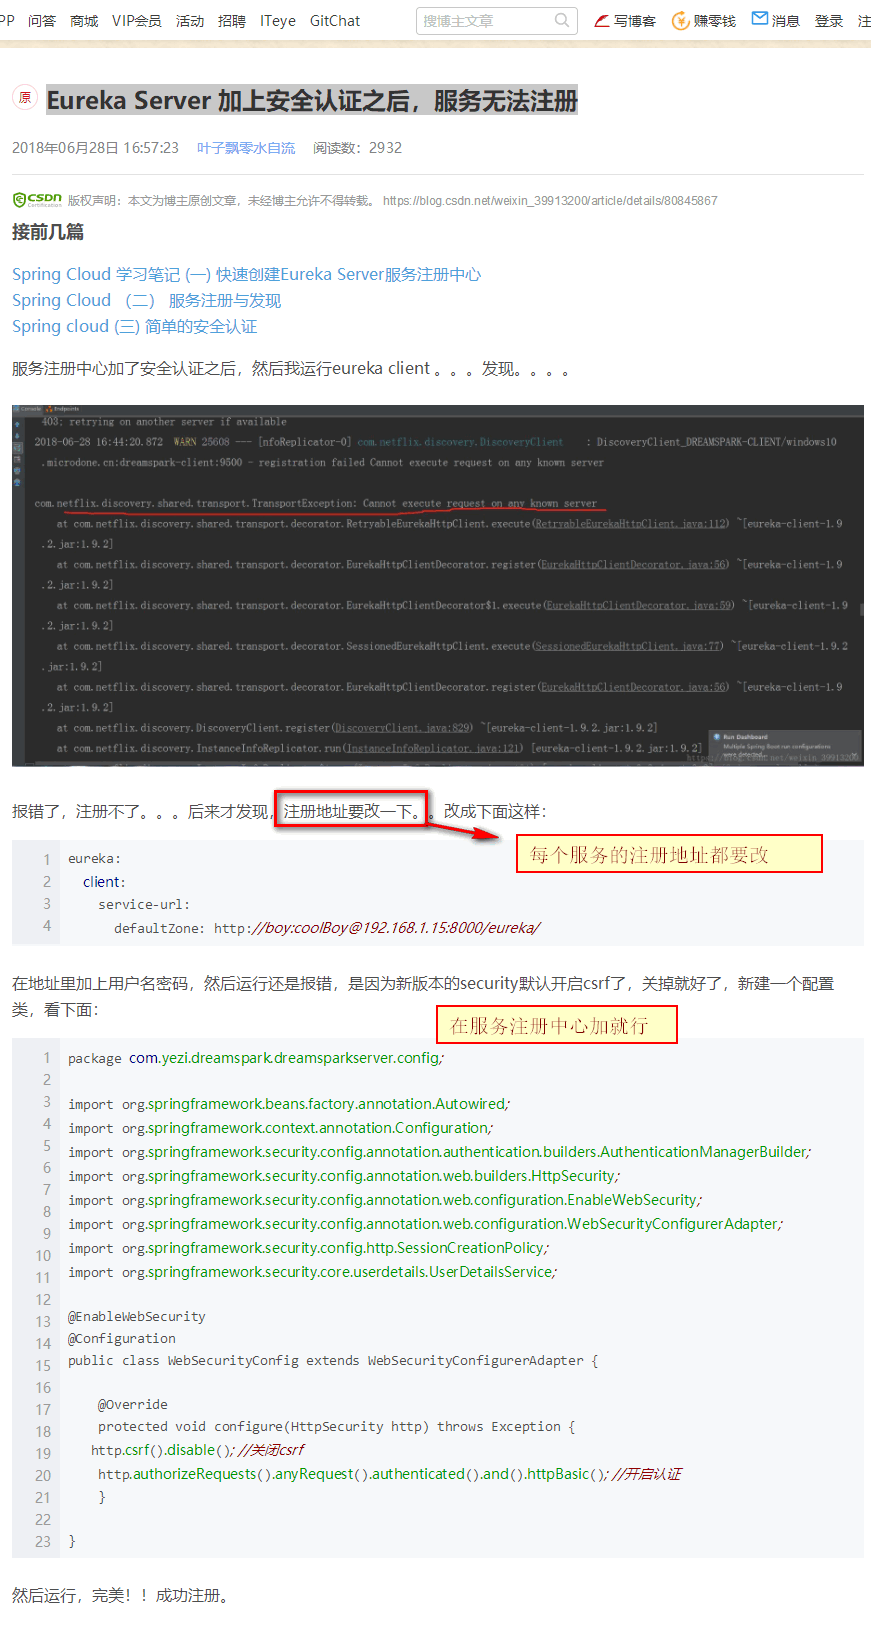 PP 问答 商城 VIP会员 活动 招聘 ITeye GitChat 搜博主文章 写博客 赚零钱 消息 登录 注
原 Eureka Server 加上安全认证之后，服务无法注册
2018年06月28日 16:57:23 叶子飘零水自流 阅读数：2932
CSDN Certification 版权声明：本文为博主原创文章，未经博主允许不得转载。 https://blog.csdn.net/weixin_39913200/article/details/80845867
接前几篇
Spring Cloud 学习笔记 (一) 快速创建Eureka Server服务注册中心
Spring Cloud （二） 服务注册与发现
Spring cloud (三) 简单的安全认证
服务注册中心加了安全认证之后，然后我运行eureka client 。。。发现。。。。
Console Endpoints
403; retrying on another server if available
2018-06-28 16:44:20.872 WARN 25608 --- [nfoReplicator-0] com.netflix.discovery.DiscoveryClient : DiscoveryClient_DREAMSPARK-CLIENT/windows10
.microdone.cn:dreamspark-client:9500 - registration failed Cannot execute request on any known server
com.netflix.discovery.shared.transport.TransportException: Cannot execute request on any known server
at com.netflix.discovery.shared.transport.decorator.RetryableEurekaHttpClient.execute(RetryableEurekaHttpClient.java:112) ~[eureka-client-1.9
.2.jar:1.9.2]
at com.netflix.discovery.shared.transport.decorator.EurekaHttpClientDecorator.register(EurekaHttpClientDecorator.java:56) ~[eureka-client-1.9
.2.jar:1.9.2]
at com.netflix.discovery.shared.transport.decorator.EurekaHttpClientDecorator$1.execute(EurekaHttpClientDecorator.java:59) ~[eureka-client-1.9
.2.jar:1.9.2]
at com.netflix.discovery.shared.transport.decorator.SessionedEurekaHttpClient.execute(SessionedEurekaHttpClient.java:77) ~[eureka-client-1.9.2
.jar:1.9.2]
at com.netflix.discovery.shared.transport.decorator.EurekaHttpClientDecorator.register(EurekaHttpClientDecorator.java:56) ~[eureka-client-1.9
.2.jar:1.9.2]
at com.netflix.discovery.DiscoveryClient.register(DiscoveryClient.java:829) ~[eureka-client-1.9.2.jar:1.9.2]
at com.netflix.discovery.InstanceInfoReplicator.run(InstanceInfoReplicator.java:121) [eureka-client-1.9.2.jar:1.9.2]
Run Dashboard
Multiple Spring Boot run configurations
were detected...
https://blog.csdn.net/weixin_39913200
报错了，注册不了。。。后来才发现，注册地址要改一下。。改成下面这样：
每个服务的注册地址都要改
1 eureka:
2 client:
3 service-url:
4 defaultZone: http://boy:coolBoy@192.168.1.15:8000/eureka/
在地址里加上用户名密码，然后运行还是报错，是因为新版本的security默认开启csrf了，关掉就好了，新建一个配置
类，看下面：
在服务注册中心加就行
1 package com.yezi.dreamspark.dreamsparkserver.config;
2
3 import org.springframework.beans.factory.annotation.Autowired;
4 import org.springframework.context.annotation.Configuration;
5 import org.springframework.security.config.annotation.authentication.builders.AuthenticationManagerBuilder;
6 import org.springframework.security.config.annotation.web.builders.HttpSecurity;
7 import org.springframework.security.config.annotation.web.configuration.EnableWebSecurity;
8 import org.springframework.security.config.annotation.web.configuration.WebSecurityConfigurerAdapter;
9 import org.springframework.security.config.http.SessionCreationPolicy;
10 import org.springframework.security.core.userdetails.UserDetailsService;
11
12
13 @EnableWebSecurity
14 @Configuration
15 public class WebSecurityConfig extends WebSecurityConfigurerAdapter {
16
17 @Override
18 protected void configure(HttpSecurity http) throws Exception {
19 http.csrf().disable(); //关闭csrf
20 http.authorizeRequests().anyRequest().authenticated().and().httpBasic(); //开启认证
21 }
22
23 }
然后运行，完美！！成功注册。